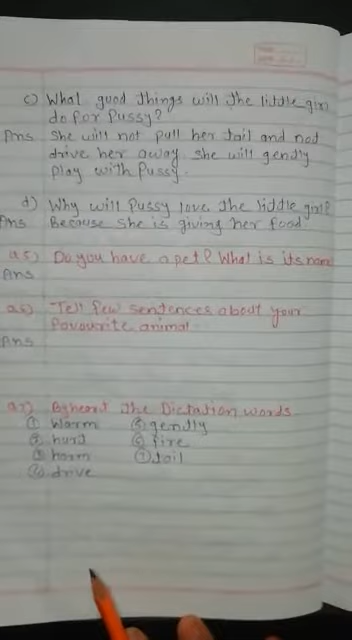 c) What good things will the little girl
do for Pussy?
Ans She will not pull her tail and not
drive her away. She will gently
play with Pussy.
d) Why will Pussy love the liddle girl?
Ans Because she is giving her food
Q5) Do you have a pet? What is its name
Ans
Q6) Tell few sentences about your
Favourite animal.
Ans
Q7) Byheart the Dictation words
① Warm ⑤ gently
② hurt ⑥ fire
③ harm ⑦ tail
④ drive